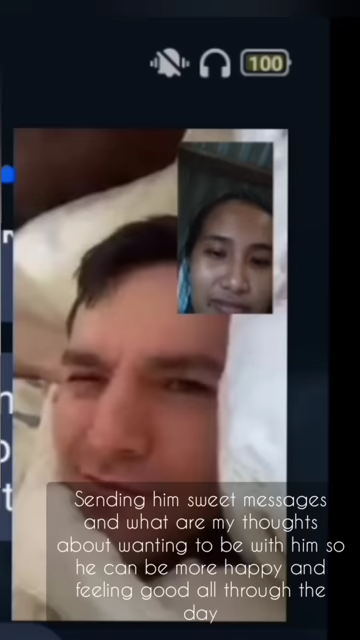 100
Sending him sweet messages
and what are my thoughts
about wanting to be with him so
he can be more happy and
feeling good all through the
day